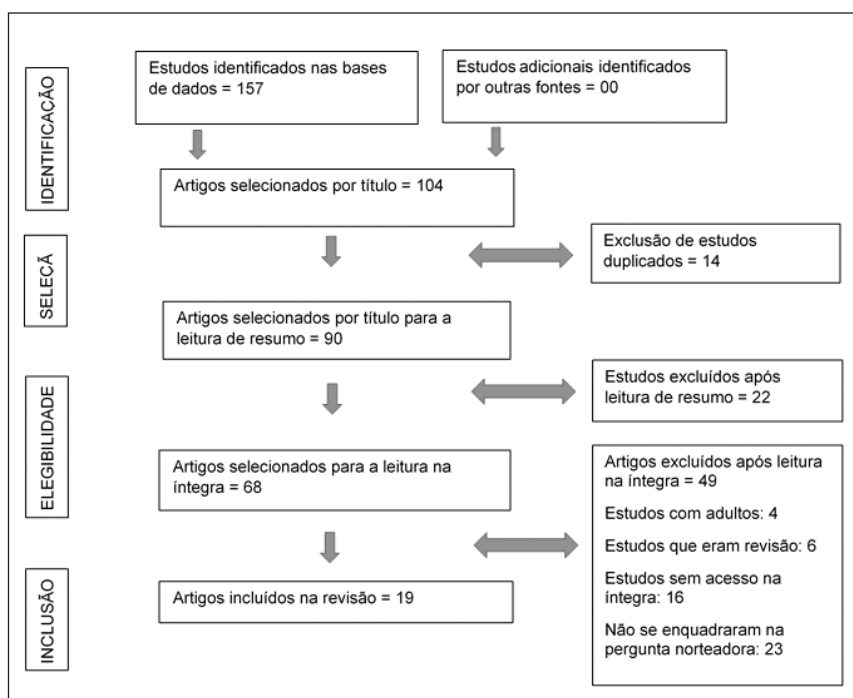 IDENTIFICAÇÃO
Estudos identificados nas bases
de dados = 157
Estudos adicionais identificados
por outras fontes = 00
Artigos selecionados por título = 104
SELEÇÃ
Exclusão de estudos
duplicados = 14
Artigos selecionados por título para a
leitura de resumo = 90
ELEGIBILIDADE
Estudos excluídos após
leitura de resumo = 22
Artigos selecionados para a leitura na
íntegra = 68
Artigos excluídos após leitura
na íntegra = 49
Estudos com adultos: 4
Estudos que eram revisão: 6
Estudos sem acesso na
íntegra: 16
Não se enquadraram na
pergunta norteadora: 23
INCLUSÃO
Artigos incluídos na revisão = 19